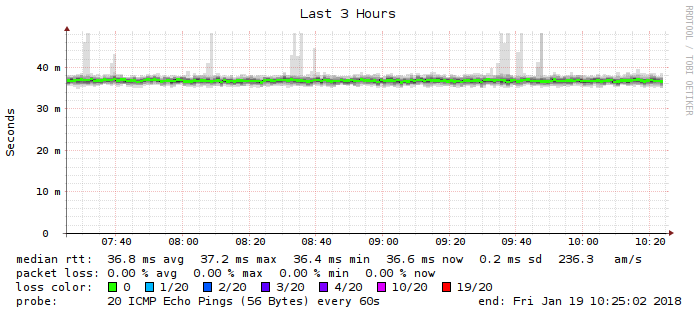 Last 3 Hours
RRDTOOL / TOBI OETIKER
Seconds
40 m
30 m
20 m
10 m
0
07:40 08:00 08:20 08:40 09:00 09:20 09:40 10:00 10:20
median rtt: 36.8 ms avg 37.2 ms max 36.4 ms min 36.6 ms now 0.2 ms sd 236.3 am/s
packet loss: 0.00 % avg 0.00 % max 0.00 % min 0.00 % now
loss color: 0 1/20 2/20 3/20 4/20 10/20 19/20
probe: 20 ICMP Echo Pings (56 Bytes) every 60s end: Fri Jan 19 10:25:02 2018